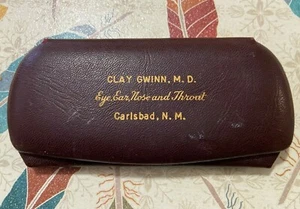 CLAY GWINN, M.D.
Eye, Ear, Nose and Throat
Carlsbad, N. M.